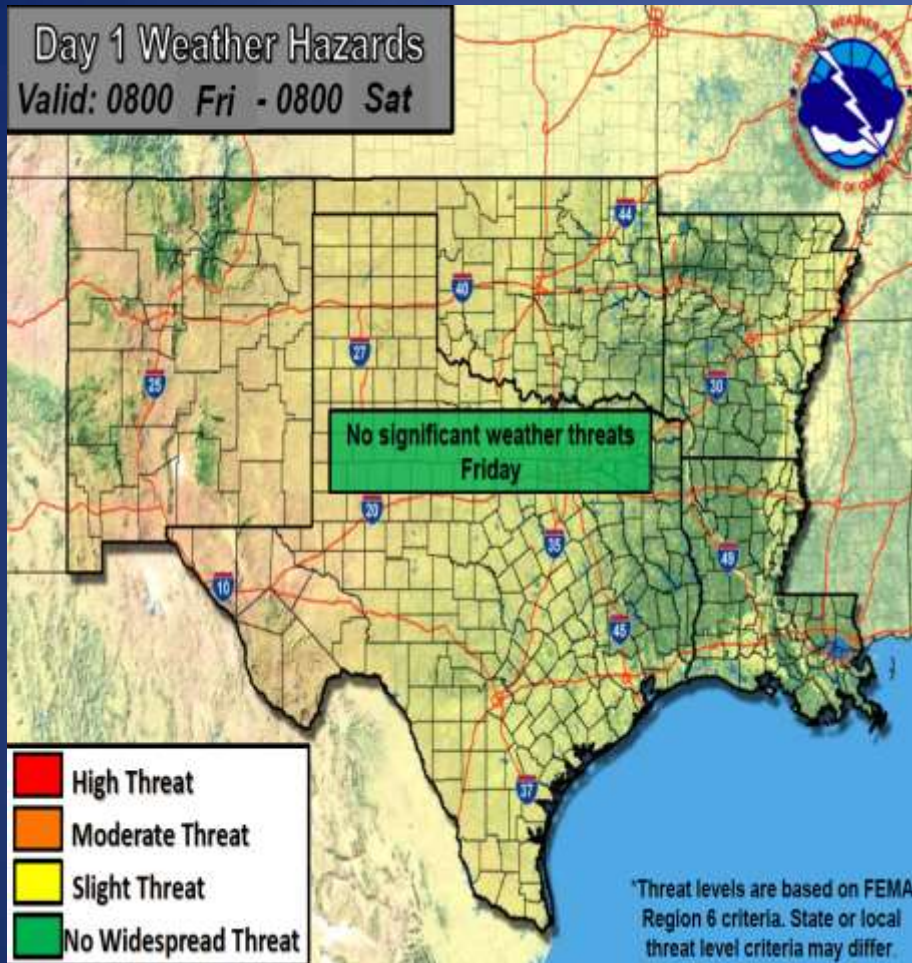 Day 1 Weather Hazards
Valid: 0800 Fri - 0800 Sat
44
40
27
25
30
No significant weather threats
Friday
20
35
49
10
45
37
High Threat
Moderate Threat
Slight Threat
No Widespread Threat
*Threat levels are based on FEMA
Region 6 criteria. State or local
threat level criteria may differ.